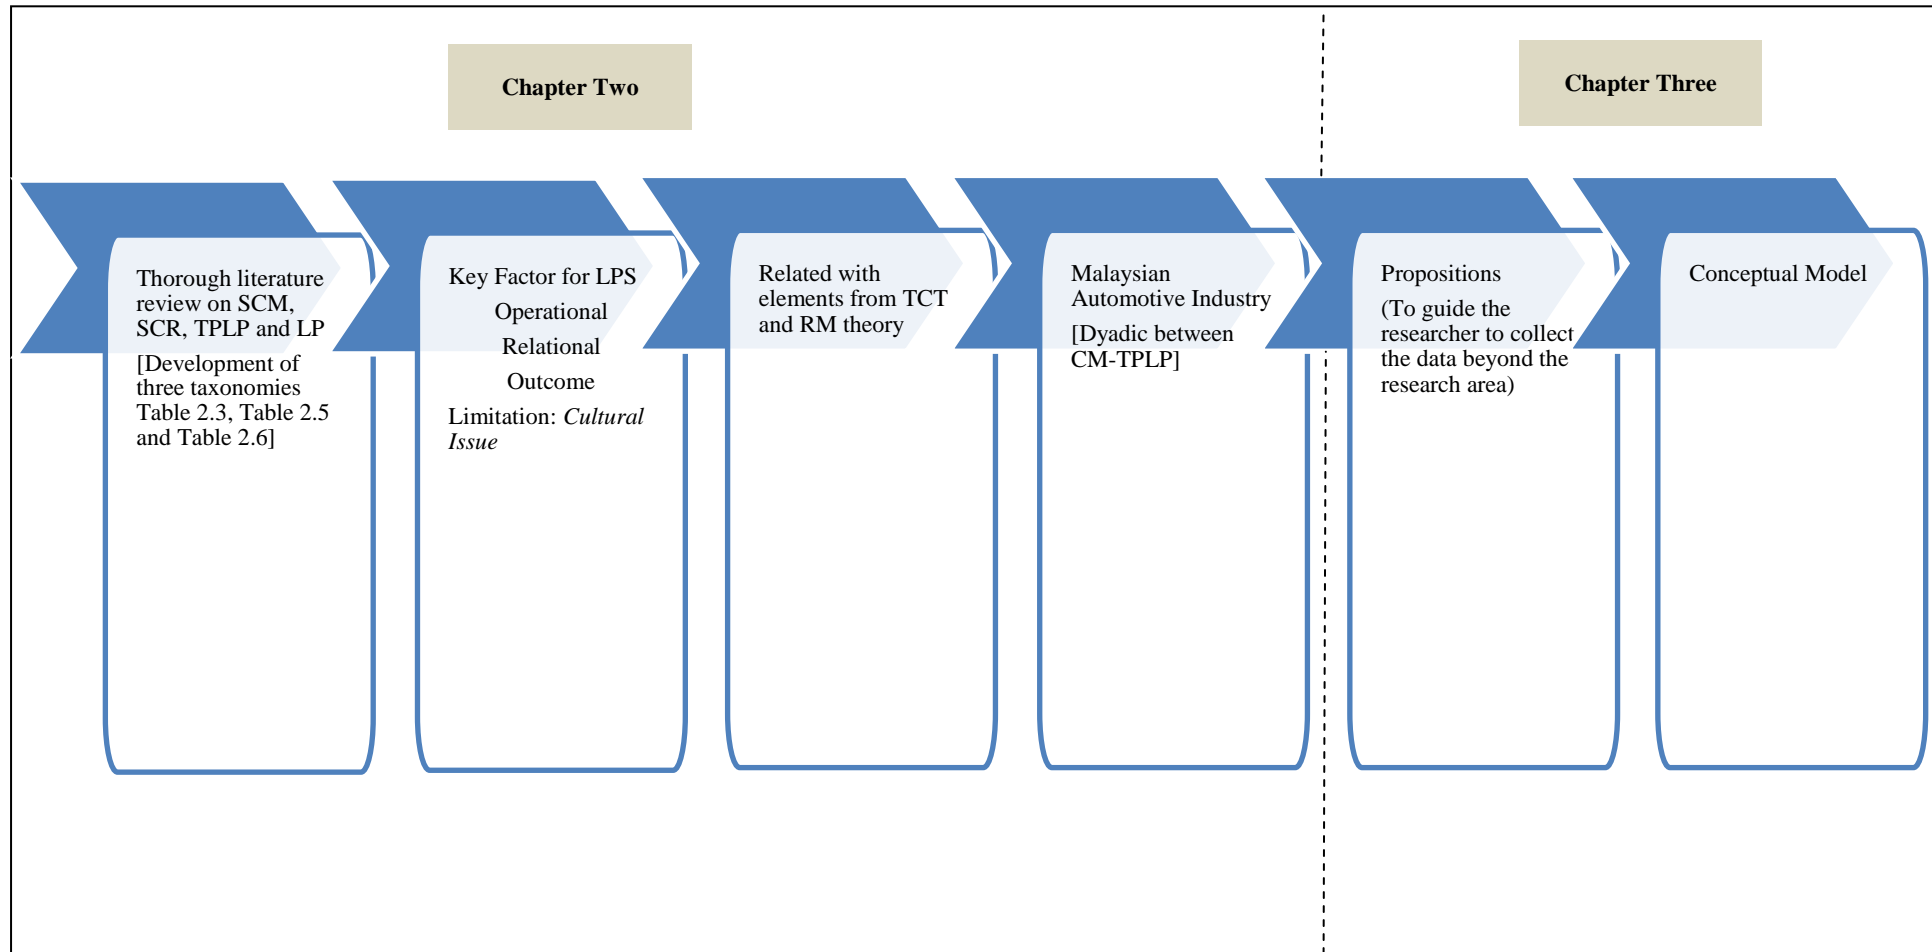 Chapter Two
Chapter Three
Thorough literature
review on SCM,
SCR, TPLP and LP
[Development of
three taxonomies
Table 2.3, Table 2.5
and Table 2.6]
Key Factor for LPS
Operational
Relational
Outcome
Limitation: Cultural
Issue
Related with
elements from TCT
and RM theory
Malaysian
Automotive Industry
[Dyadic between
CM-TPLP]
Propositions
(To guide the
researcher to collect
the data beyond the
research area)
Conceptual Model